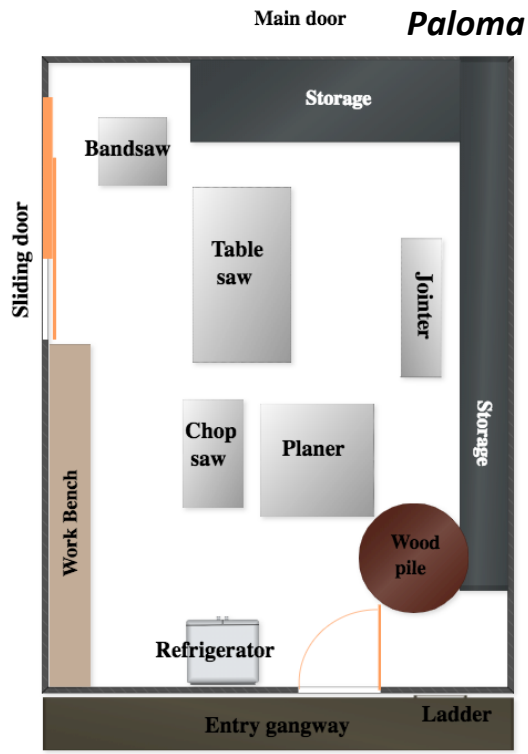 Main door
Paloma
Storage
Bandsaw
Sliding door
Table
saw
Jointer
Storage
Chop
saw
Planer
Work Bench
Wood
pile
Refrigerator
Entry gangway
Ladder